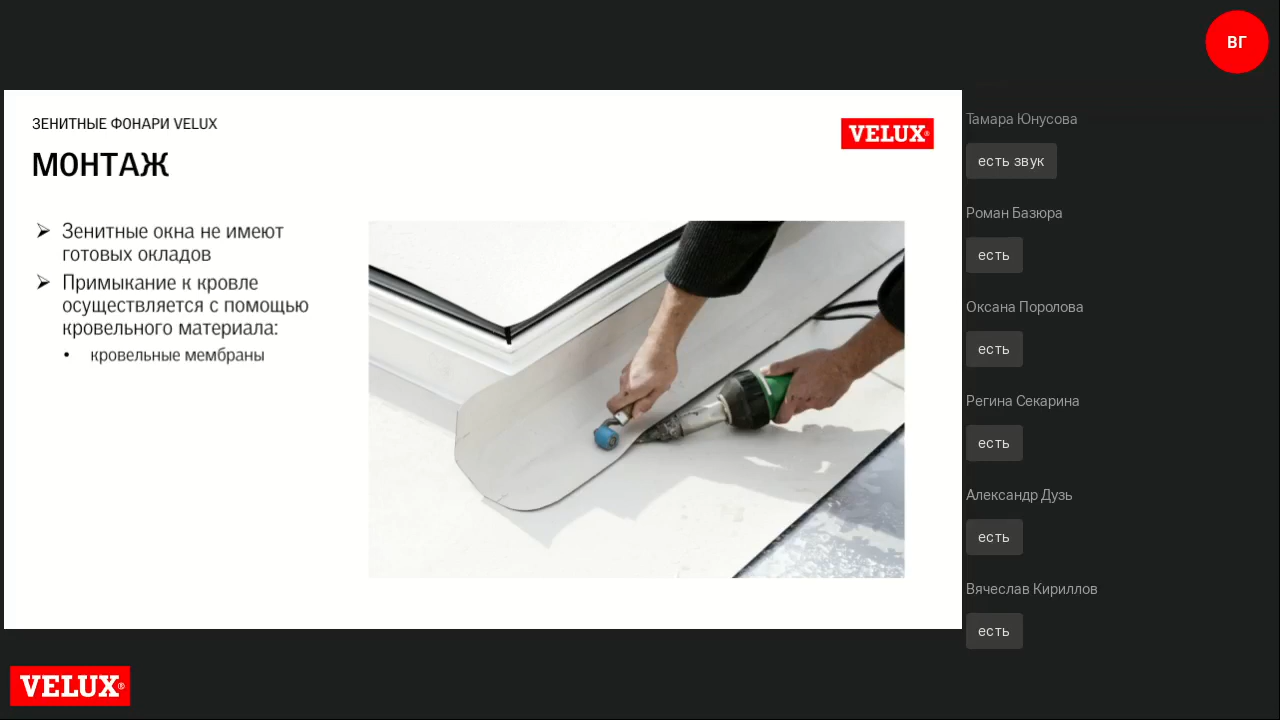 ВГ
ЗЕНИТНЫЕ ФОНАРИ VELUX
VELUX®
МОНТАЖ
Зенитные окна не имеют
готовых окладов
Примыкание к кровле
осуществляется с помощью
кровельного материала:
• кровельные мембраны
Тамара Юнусова
есть звук
Роман Базюра
есть
Оксана Поролова
есть
Регина Секарина
есть
Александр Дузь
есть
Вячеслав Кириллов
есть
VELUX®